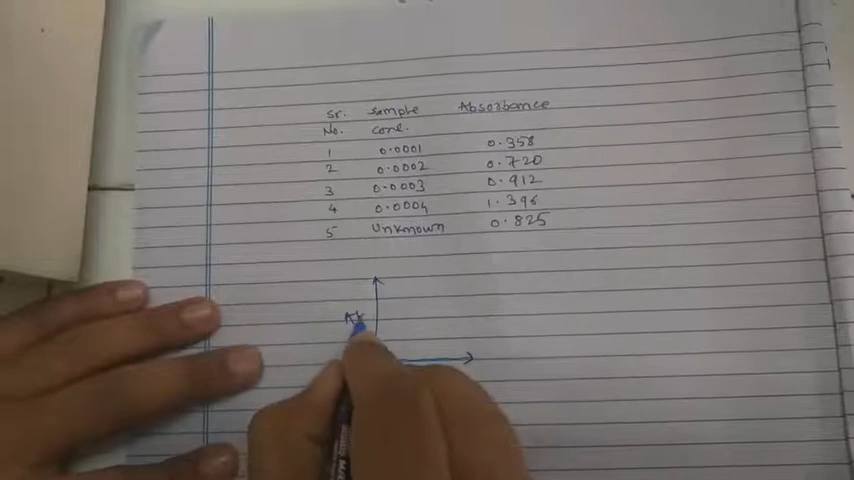 Sr. Sample Absorbance
No. Conc.
1 0.0001 0.358
2 0.0002 0.720
3 0.0003 0.912
4 0.0004 1.396
5 Unknown 0.825
Ab